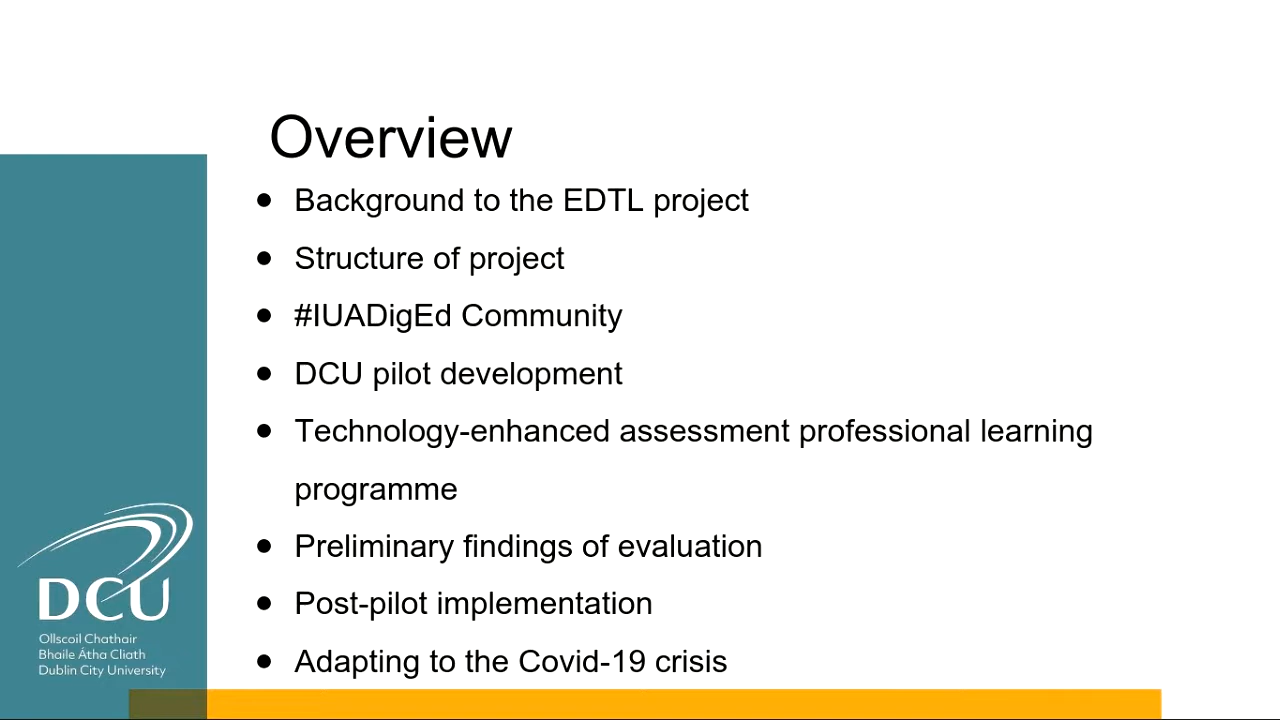 Overview
● Background to the EDTL project
● Structure of project
● #IUADigEd Community
● DCU pilot development
● Technology-enhanced assessment professional learning
programme
● Preliminary findings of evaluation
● Post-pilot implementation
● Adapting to the Covid-19 crisis
DCU
Ollscoil Chathair
Bhaile Átha Cliath
Dublin City University